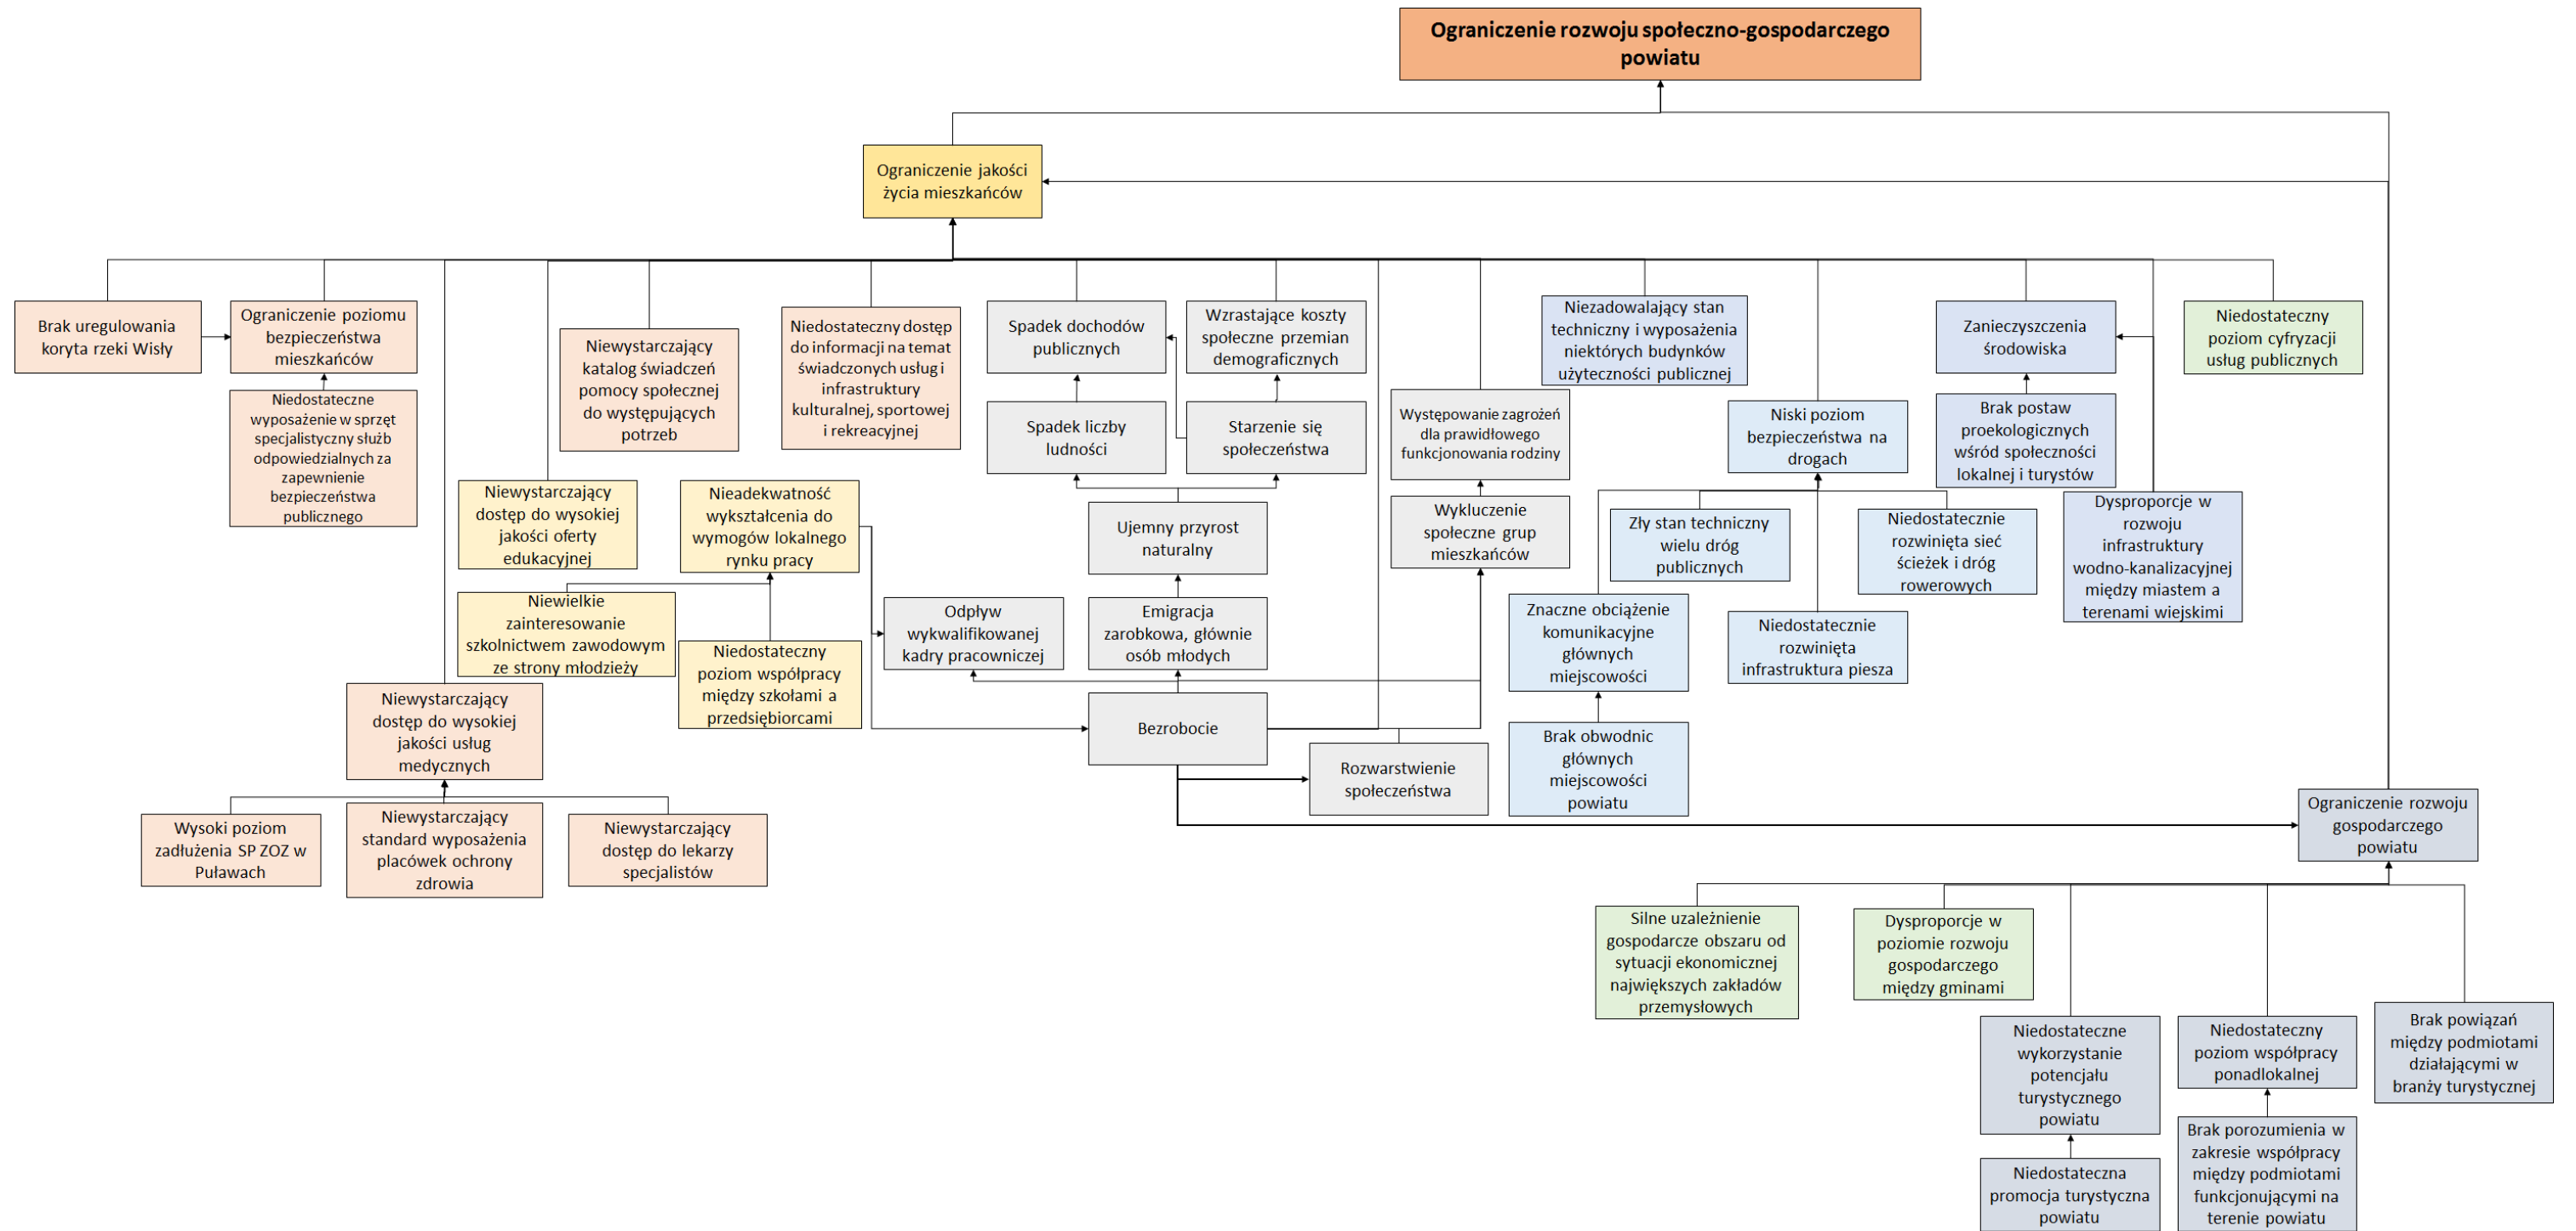 Ograniczenie rozwoju społeczno-gospodarczego
powiatu
Ograniczenie jakości
życia mieszkańców
Brak uregulowania
koryta rzeki Wisły
Ograniczenie poziomu
bezpieczeństwa
mieszkańców
Niedostateczne
wyposażenie w sprzęt
specjalistyczny służb
odpowiedzialnych za
zapewnienie
bezpieczeństwa
publicznego
Niewystarczający
katalog świadczeń
pomocy społecznej
do występujących
potrzeb
Niedostateczny dostęp
do informacji na temat
świadczonych usług i
infrastruktury
kulturalnej, sportowej
i rekreacyjnej
Spadek dochodów
publicznych
Wzrastające koszty
społeczne przemian
demograficznych
Spadek liczby
ludności
Starzenie się
społeczeństwa
Występowanie zagrożeń
dla prawidłowego
funkcjonowania rodziny
Niezadowalający stan
techniczny i wyposażenia
niektórych budynków
użyteczności publicznej
Niski poziom
bezpieczeństwa na
drogach
Zanieczyszczenia
środowiska
Brak postaw
proekologicznych
wśród społeczności
lokalnej i turystów
Niedostateczny
poziom cyfryzacji
usług publicznych
Niewystarczający
dostęp do wysokiej
jakości oferty
edukacyjnej
Nieadekwatność
wykształcenia do
wymogów lokalnego
rynku pracy
Ujemny przyrost
naturalny
Wykluczenie
społeczne grup
mieszkańców
Zły stan techniczny
wielu dróg
publicznych
Niedostatecznie
rozwinięta sieć
ścieżek i dróg
rowerowych
Dysproporcje w
rozwoju
infrastruktury
wodno-kanalizacyjnej
między miastem a
terenami wiejskimi
Niewielkie
zainteresowanie
szkolnictwem zawodowym
ze strony młodzieży
Niedostateczny
poziom współpracy
między szkołami a
przedsiębiorcami
Odpływ
wykwalifikowanej
kadry pracowniczej
Emigracja
zarobkowa, głównie
osób młodych
Znaczne obciążenie
komunikacyjne
głównych
miejscowości
Niedostatecznie
rozwinięta
infrastruktura piesza
Niewystarczający
dostęp do wysokiej
jakości usług
medycznych
Bezrobocie
Rozwarstwienie
społeczeństwa
Brak obwodnic
głównych
miejscowości
powiatu
Wysoki poziom
zadłużenia SP ZOZ w
Puławach
Niewystarczający
standard wyposażenia
placówek ochrony
zdrowia
Niewystarczający
dostęp do lekarzy
specjalistów
Ograniczenie rozwoju
gospodarczego
powiatu
Silne uzależnienie
gospodarcze obszaru od
sytuacji ekonomicznej
największych zakładów
przemysłowych
Dysproporcje w
poziomie rozwoju
gospodarczego
między gminami
Niedostateczne
wykorzystanie
potencjału
turystycznego
powiatu
Niedostateczny
poziom współpracy
ponadlokalnej
Brak powiązań
między podmiotami
działającymi w
branży turystycznej
Niedostateczna
promocja turystyczna
powiatu
Brak porozumienia w
zakresie współpracy
między podmiotami
funkcjonującymi na
terenie powiatu